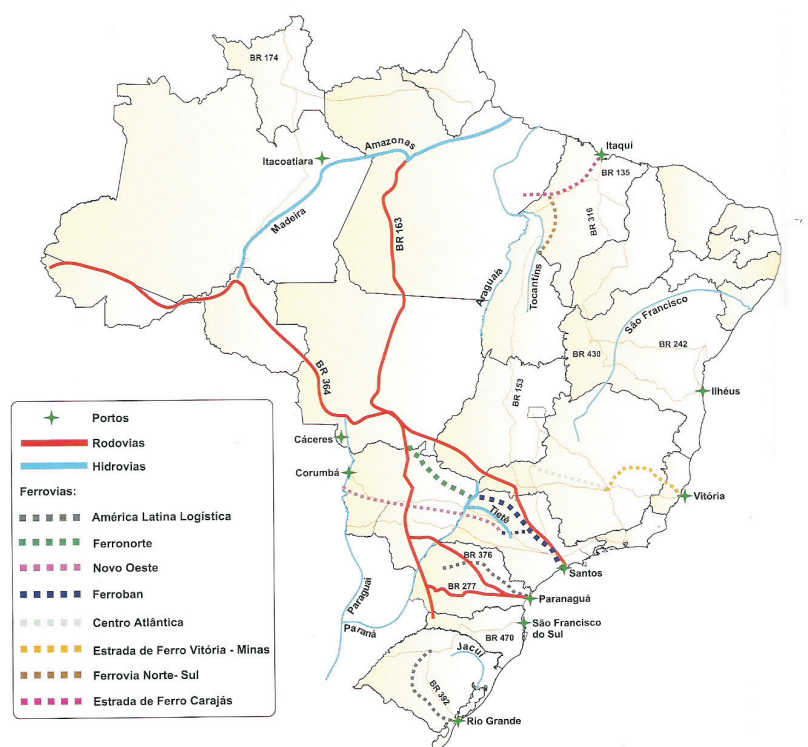 BR 174
Amazonas
Itacoatiara
Itaqui
BR 135
Madeira
BR 163
BR 316
Araguaia
Tocantins
São Francisco
BR 242
BR 430
BR 364
BR 153
Ilhéus
Cáceres
Corumbá
Vitória
Tietê
BR 376
Santos
BR 277
Paranaguá
Paraguai
Paraná
São Francisco
do Sul
BR 470
Jacuí
BR 392
Rio Grande
Portos
Rodovias
Hidrovias
Ferrovias:
América Latina Logística
Ferronorte
Novo Oeste
Ferroban
Centro Atlântica
Estrada de Ferro Vitória - Minas
Ferrovia Norte- Sul
Estrada de Ferro Carajás